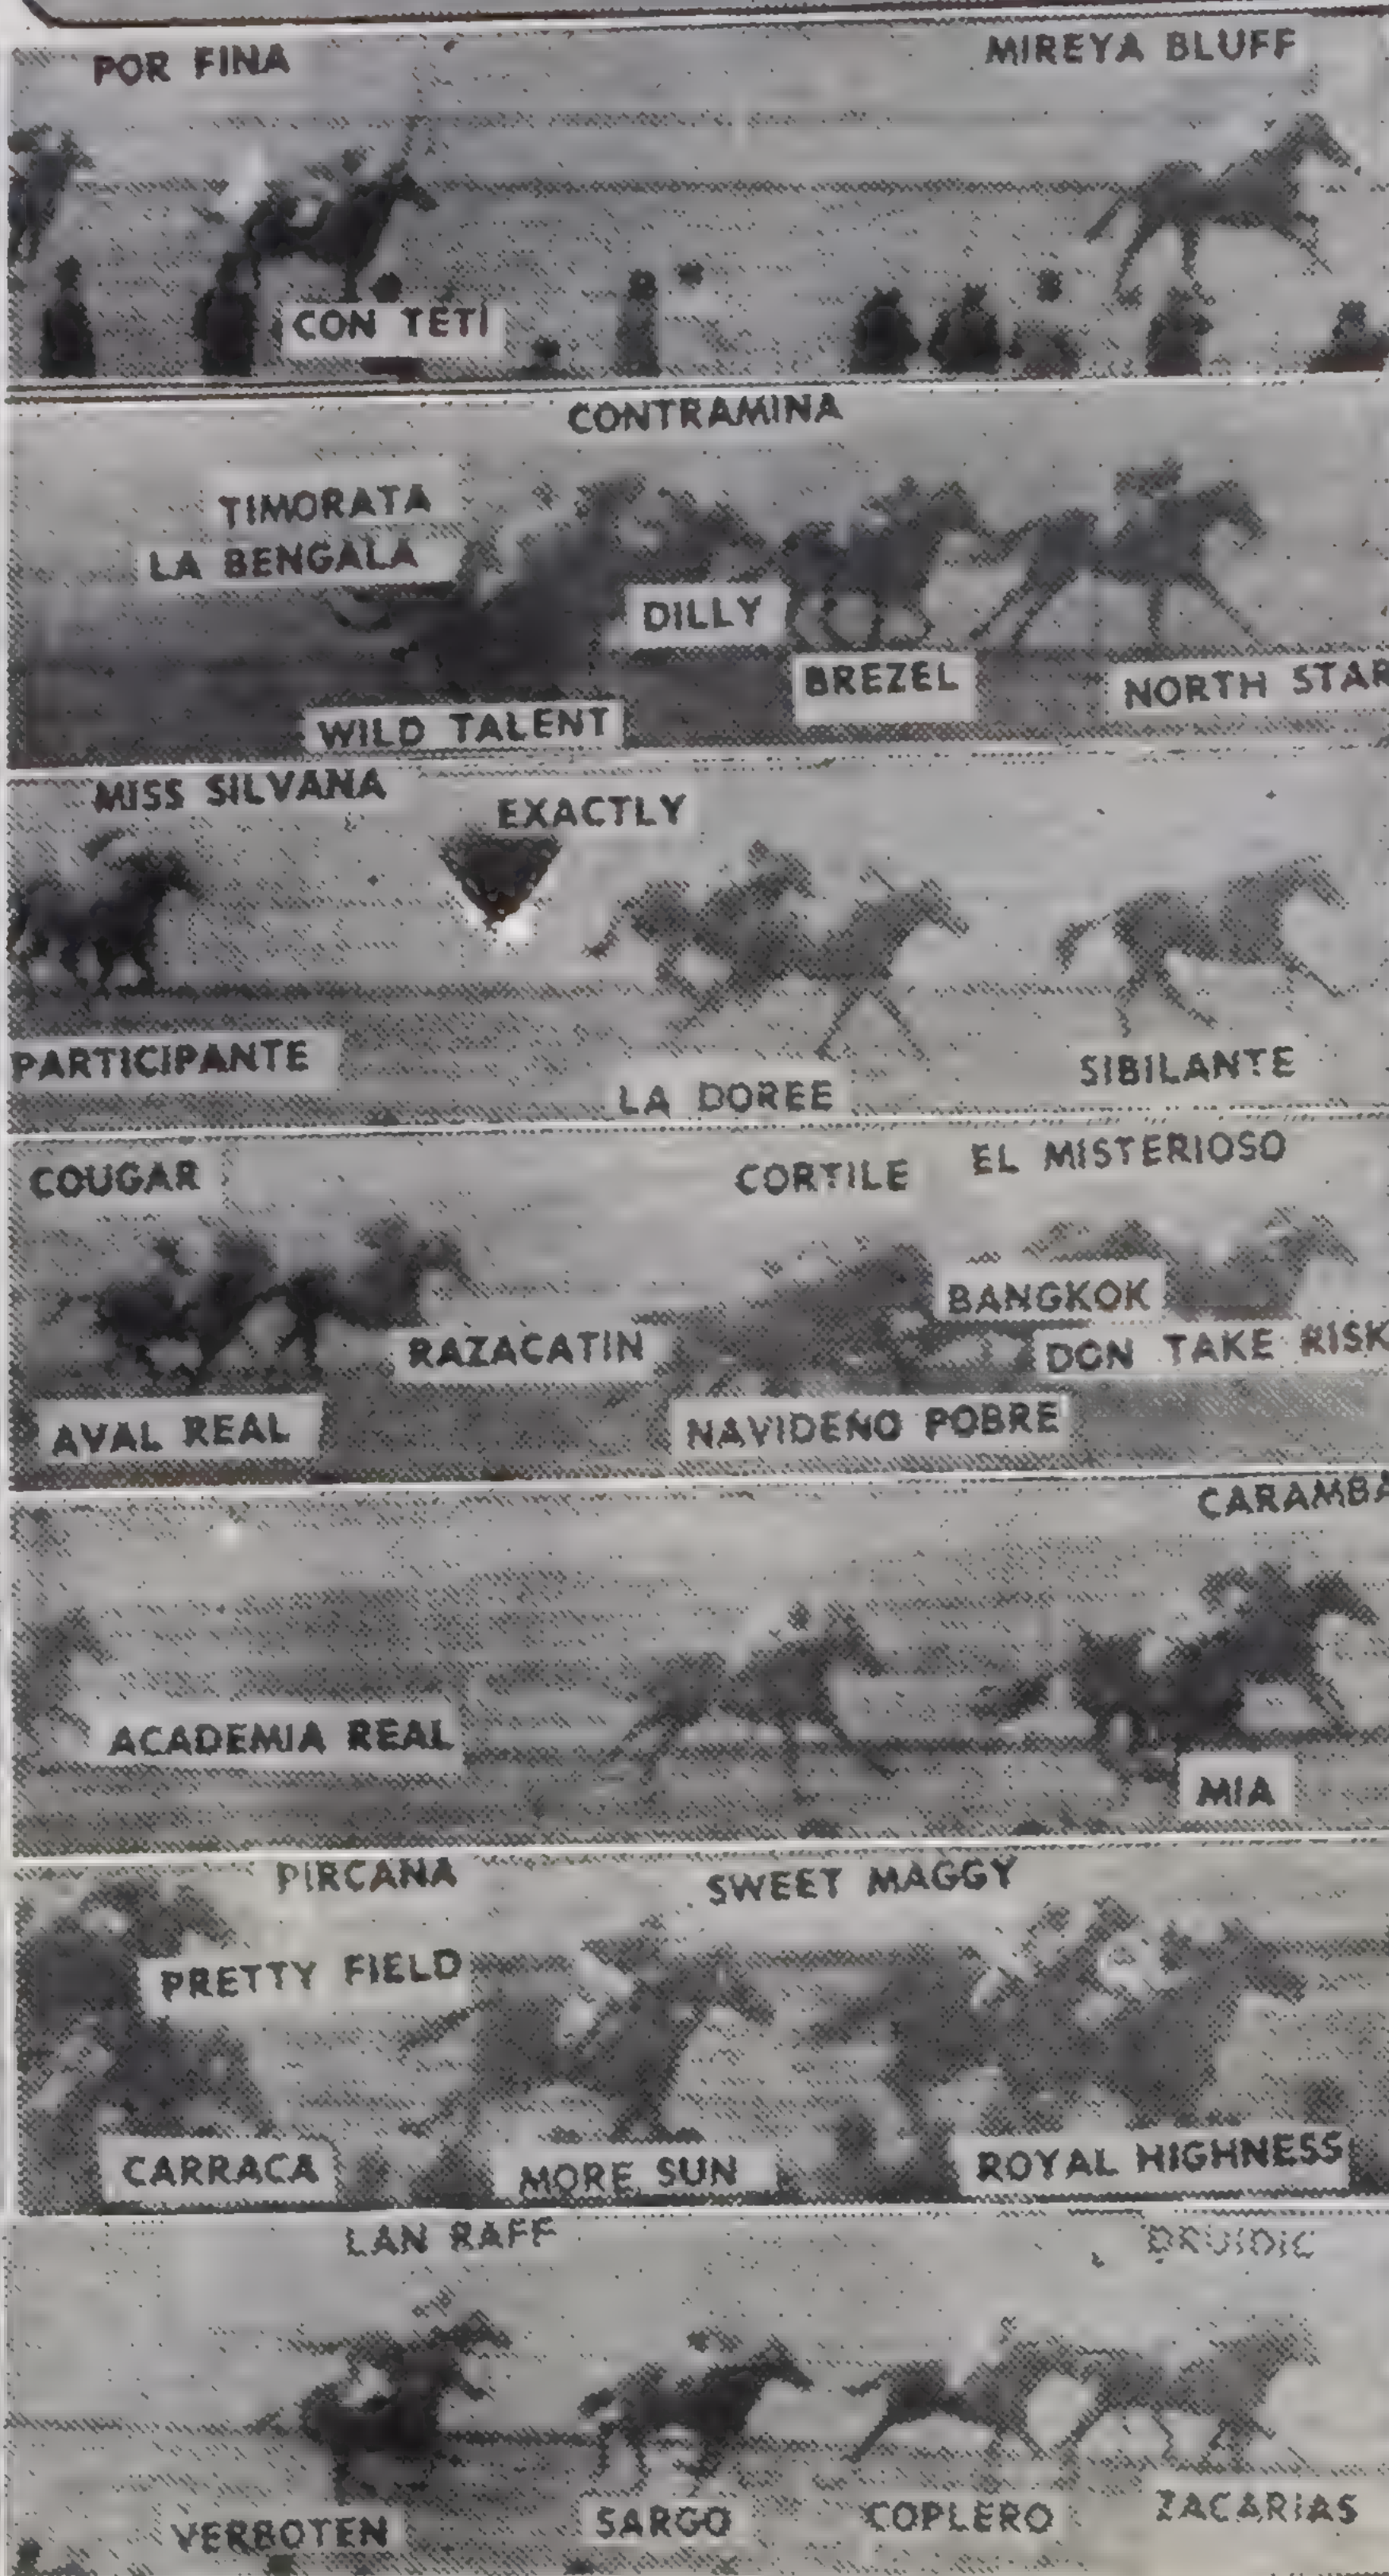 POR FINA
MIREYA BLUFF
CON TETI
CONTRAMINA
TIMORATA
LA BENGALA
DILLY
BREZEL
NORTH STAR
WILD TALENT
MISS SILVANA
EXACTLY
PARTICIPANTE
LA DOREE
SIBILANTE
COUGAR
CORTILE
EL MISTERIOSO
BANGKOK
RAZACATIN
DON TAKE RISK
AVAL REAL
NAVIDENO POBRE
CARAMBA
ACADEMIA REAL
MIA
PIRCANA
SWEET MAGGY
PRETTY FIELD
CARRACA
MORE SUN
ROYAL HIGHNESS
LAN RAFF
DRUIDIC
VERBOTEN
SARGO
COPLERO
ZACARIAS